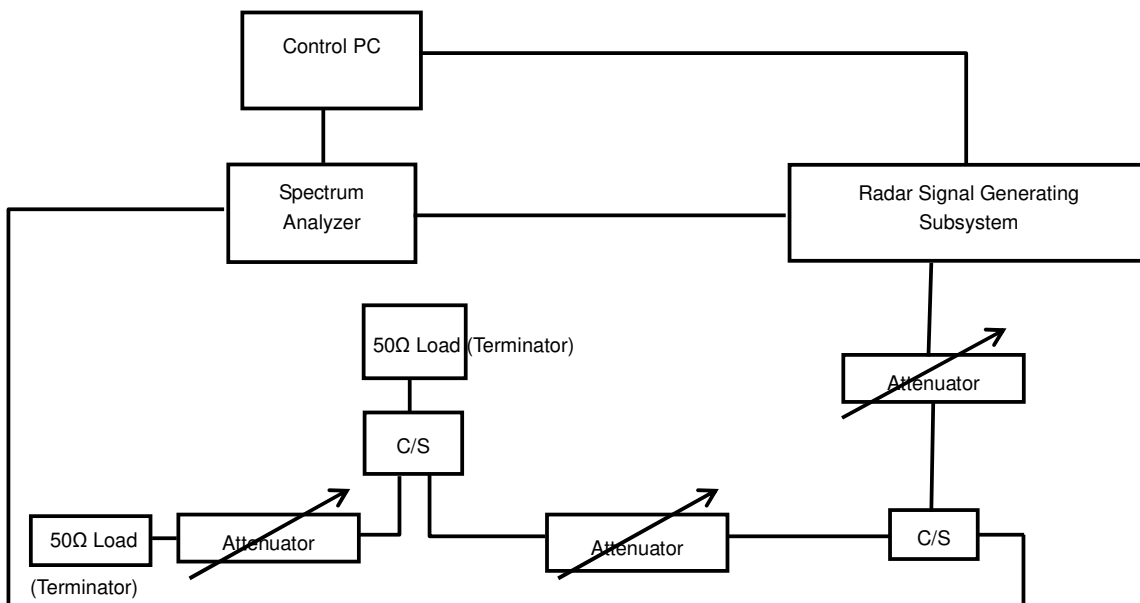 Control PC
Spectrum
Analyzer
Radar Signal Generating
Subsystem
50Ω Load (Terminator)
Attenuator
C/S
50Ω Load
(Terminator)
Attenuator
Attenuator
C/S